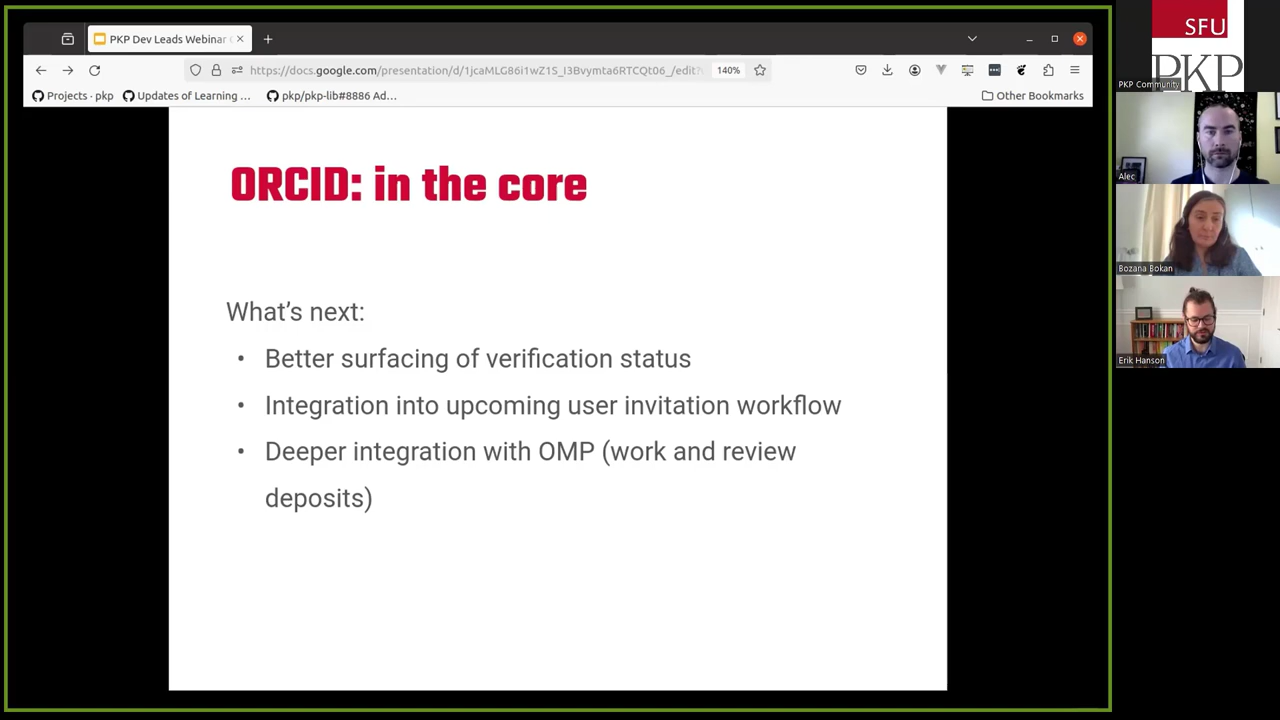 PKP Dev Leads Webinar
https://docs.google.com/presentation/d/1jcaMLG86i1wZ1S_I3Bvymta6RTCQt06_/edit?
140%
Projects · pkp
Updates of Learning ...
pkp/pkp-lib#8886 Ad...
Other Bookmarks
ORCID: in the core
What's next:
• Better surfacing of verification status
• Integration into upcoming user invitation workflow
• Deeper integration with OMP (work and review
deposits)
SFU
PKP
PKP Community
Alec
Bozana Bokan
Erik Hanson